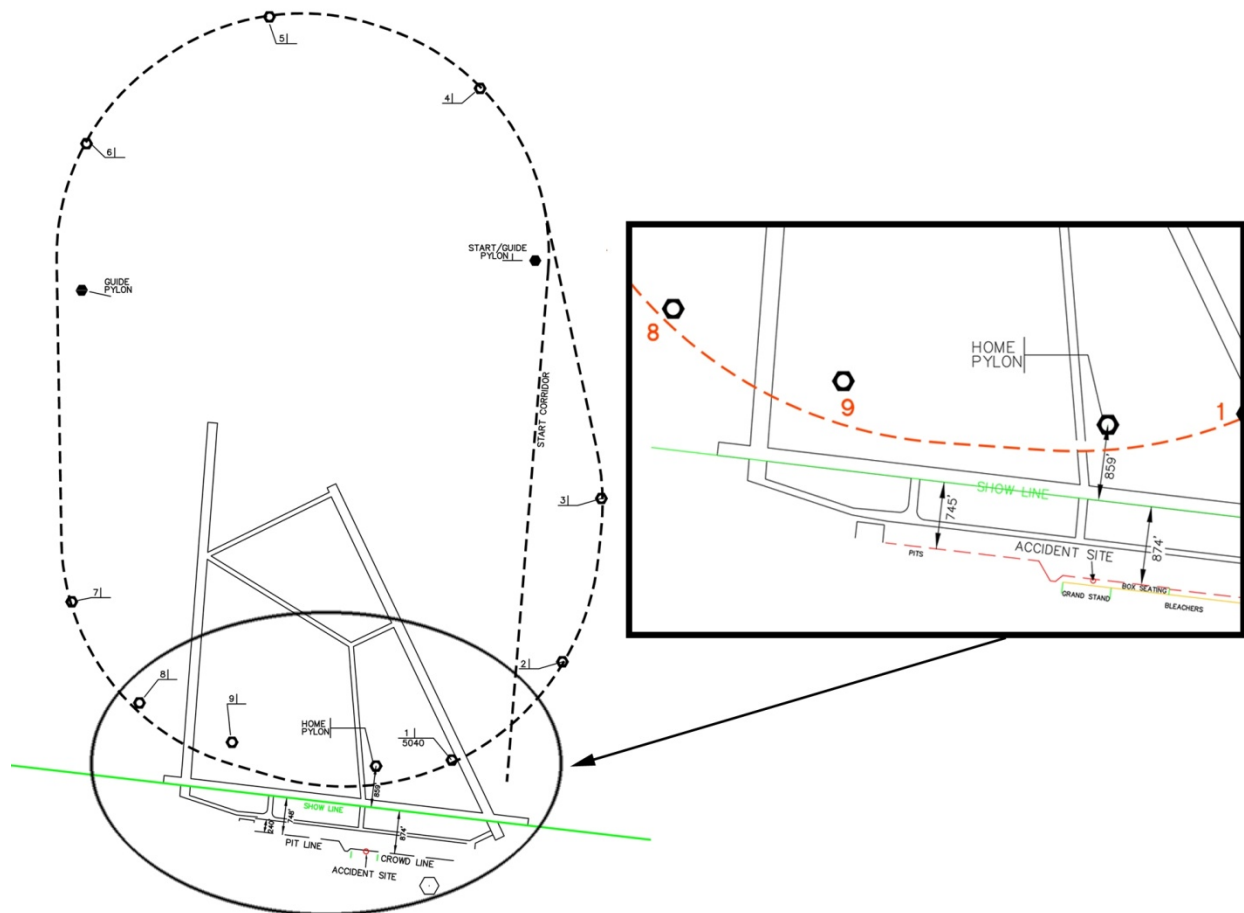 5
4
6
START/GUIDE
PYLON
GUIDE
PYLON
START CORRIDOR
3
7
2
8
9
HOME
PYLON
1
5040
859'
SHOW LINE
746'
240'
874'
PIT LINE
CROWD LINE
ACCIDENT SITE
8
9
HOME
PYLON
1
859'
SHOW LINE
745'
874'
ACCIDENT SITE
PITS
BOX SEATING
GRAND STAND
BLEACHERS